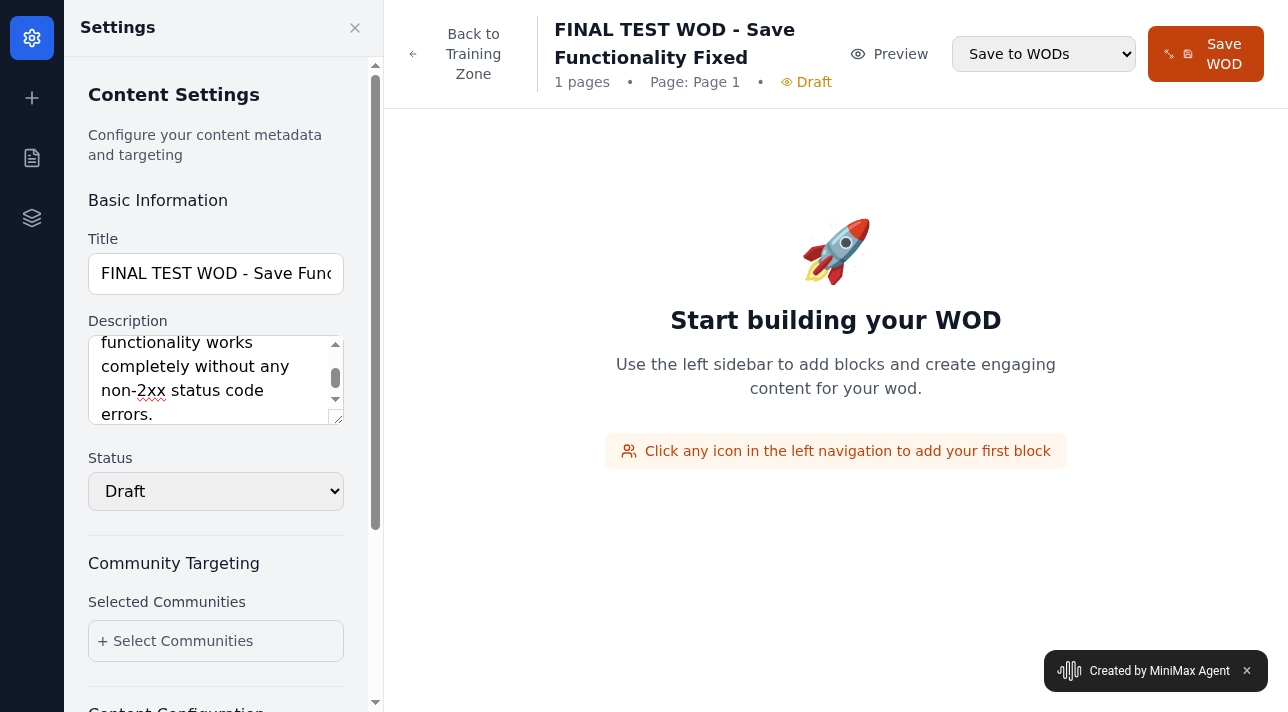 Settings
Content Settings
Configure your content metadata
and targeting
Basic Information
Title
FINAL TEST WOD - Save Func
Description
functionality works
completely without any
non-2xx status code
errors.
Status
Draft
Community Targeting
Selected Communities
+ Select Communities
Back to
Training
Zone
FINAL TEST WOD - Save
Functionality Fixed
1 pages • Page: Page 1 • Draft
Preview
Save to WODs
Save
WOD
Start building your WOD
Use the left sidebar to add blocks and create engaging
content for your wod.
Click any icon in the left navigation to add your first block
Created by MiniMax Agent